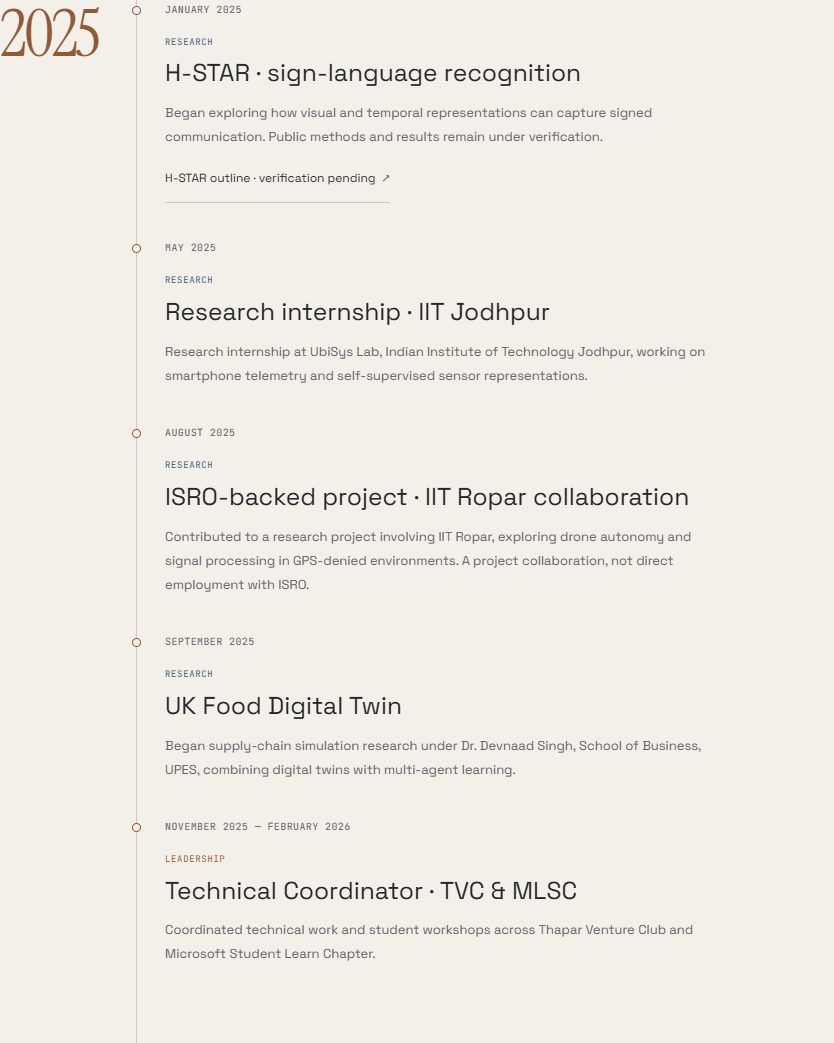 2025
JANUARY 2025
RESEARCH
H-STAR · sign-language recognition
Began exploring how visual and temporal representations can capture signed
communication. Public methods and results remain under verification.
H-STAR outline · verification pending ↗
MAY 2025
RESEARCH
Research internship · IIT Jodhpur
Research internship at UbiSys Lab, Indian Institute of Technology Jodhpur, working on
smartphone telemetry and self-supervised sensor representations.
AUGUST 2025
RESEARCH
ISRO-backed project · IIT Ropar collaboration
Contributed to a research project involving IIT Ropar, exploring drone autonomy and
signal processing in GPS-denied environments. A project collaboration, not direct
employment with ISRO.
SEPTEMBER 2025
RESEARCH
UK Food Digital Twin
Began supply-chain simulation research under Dr. Devnaad Singh, School of Business,
UPES, combining digital twins with multi-agent learning.
NOVEMBER 2025 — FEBRUARY 2026
LEADERSHIP
Technical Coordinator · TVC & MLSC
Coordinated technical work and student workshops across Thapar Venture Club and
Microsoft Student Learn Chapter.